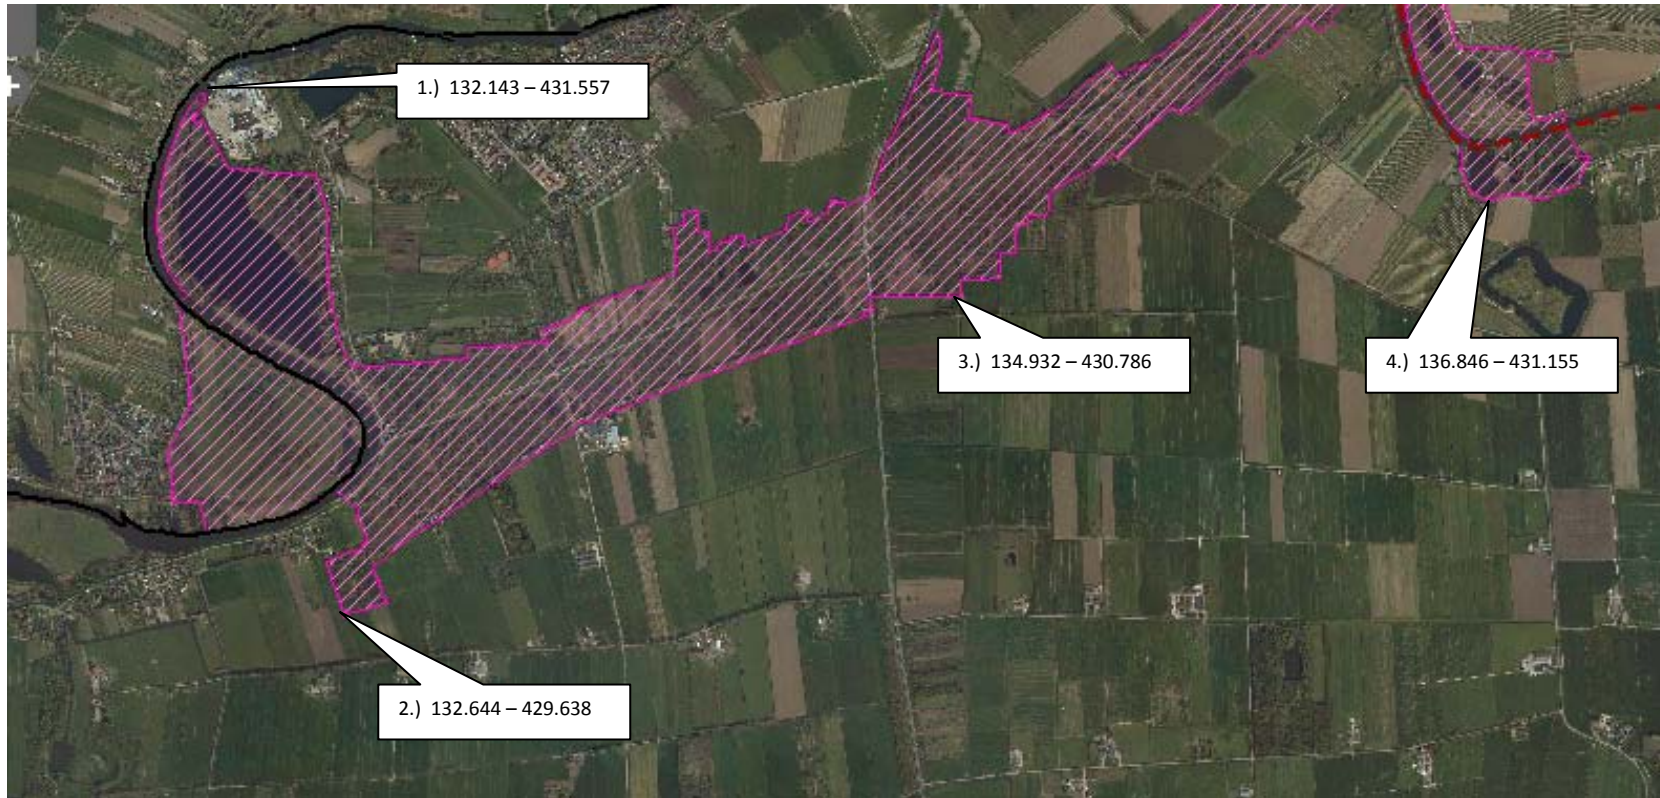 1.) 132.143 – 431.557
3.) 134.932 – 430.786
4.) 136.846 – 431.155
2.) 132.644 – 429.638